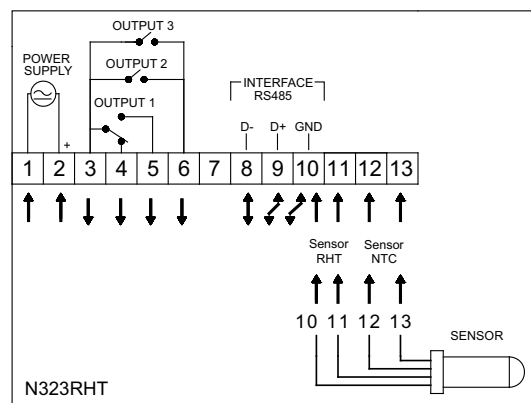 OUTPUT 3
POWER
SUPPLY
OUTPUT 2
INTERFACE
RS485
OUTPUT 1
+
D- D+ GND
1 2 3 4 5 6 7 8 9 10 11 12 13
Sensor
RHT
Sensor
NTC
10 11 12 13
SENSOR
N323RHT